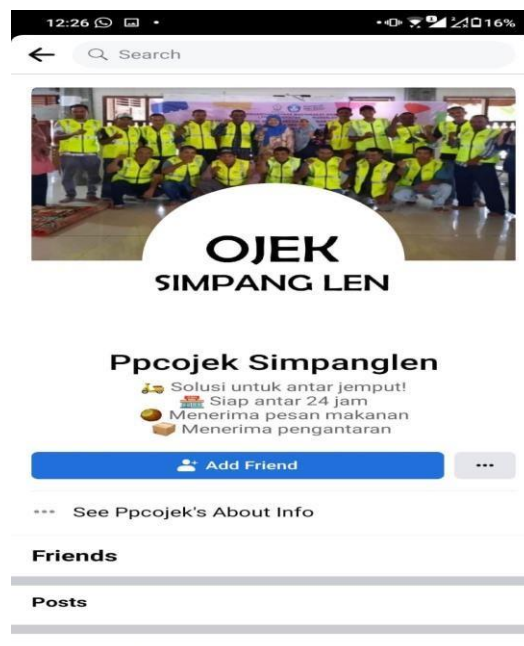 12:26
16%
Search
OJEK
SIMPANG LEN
Ppcojek Simpanglen
Solusi untuk antar jemput!
Siap antar 24 jam
Menerima pesan makanan
Menerima pengantaran
Add Friend
See Ppcojek's About Info
Friends
Posts